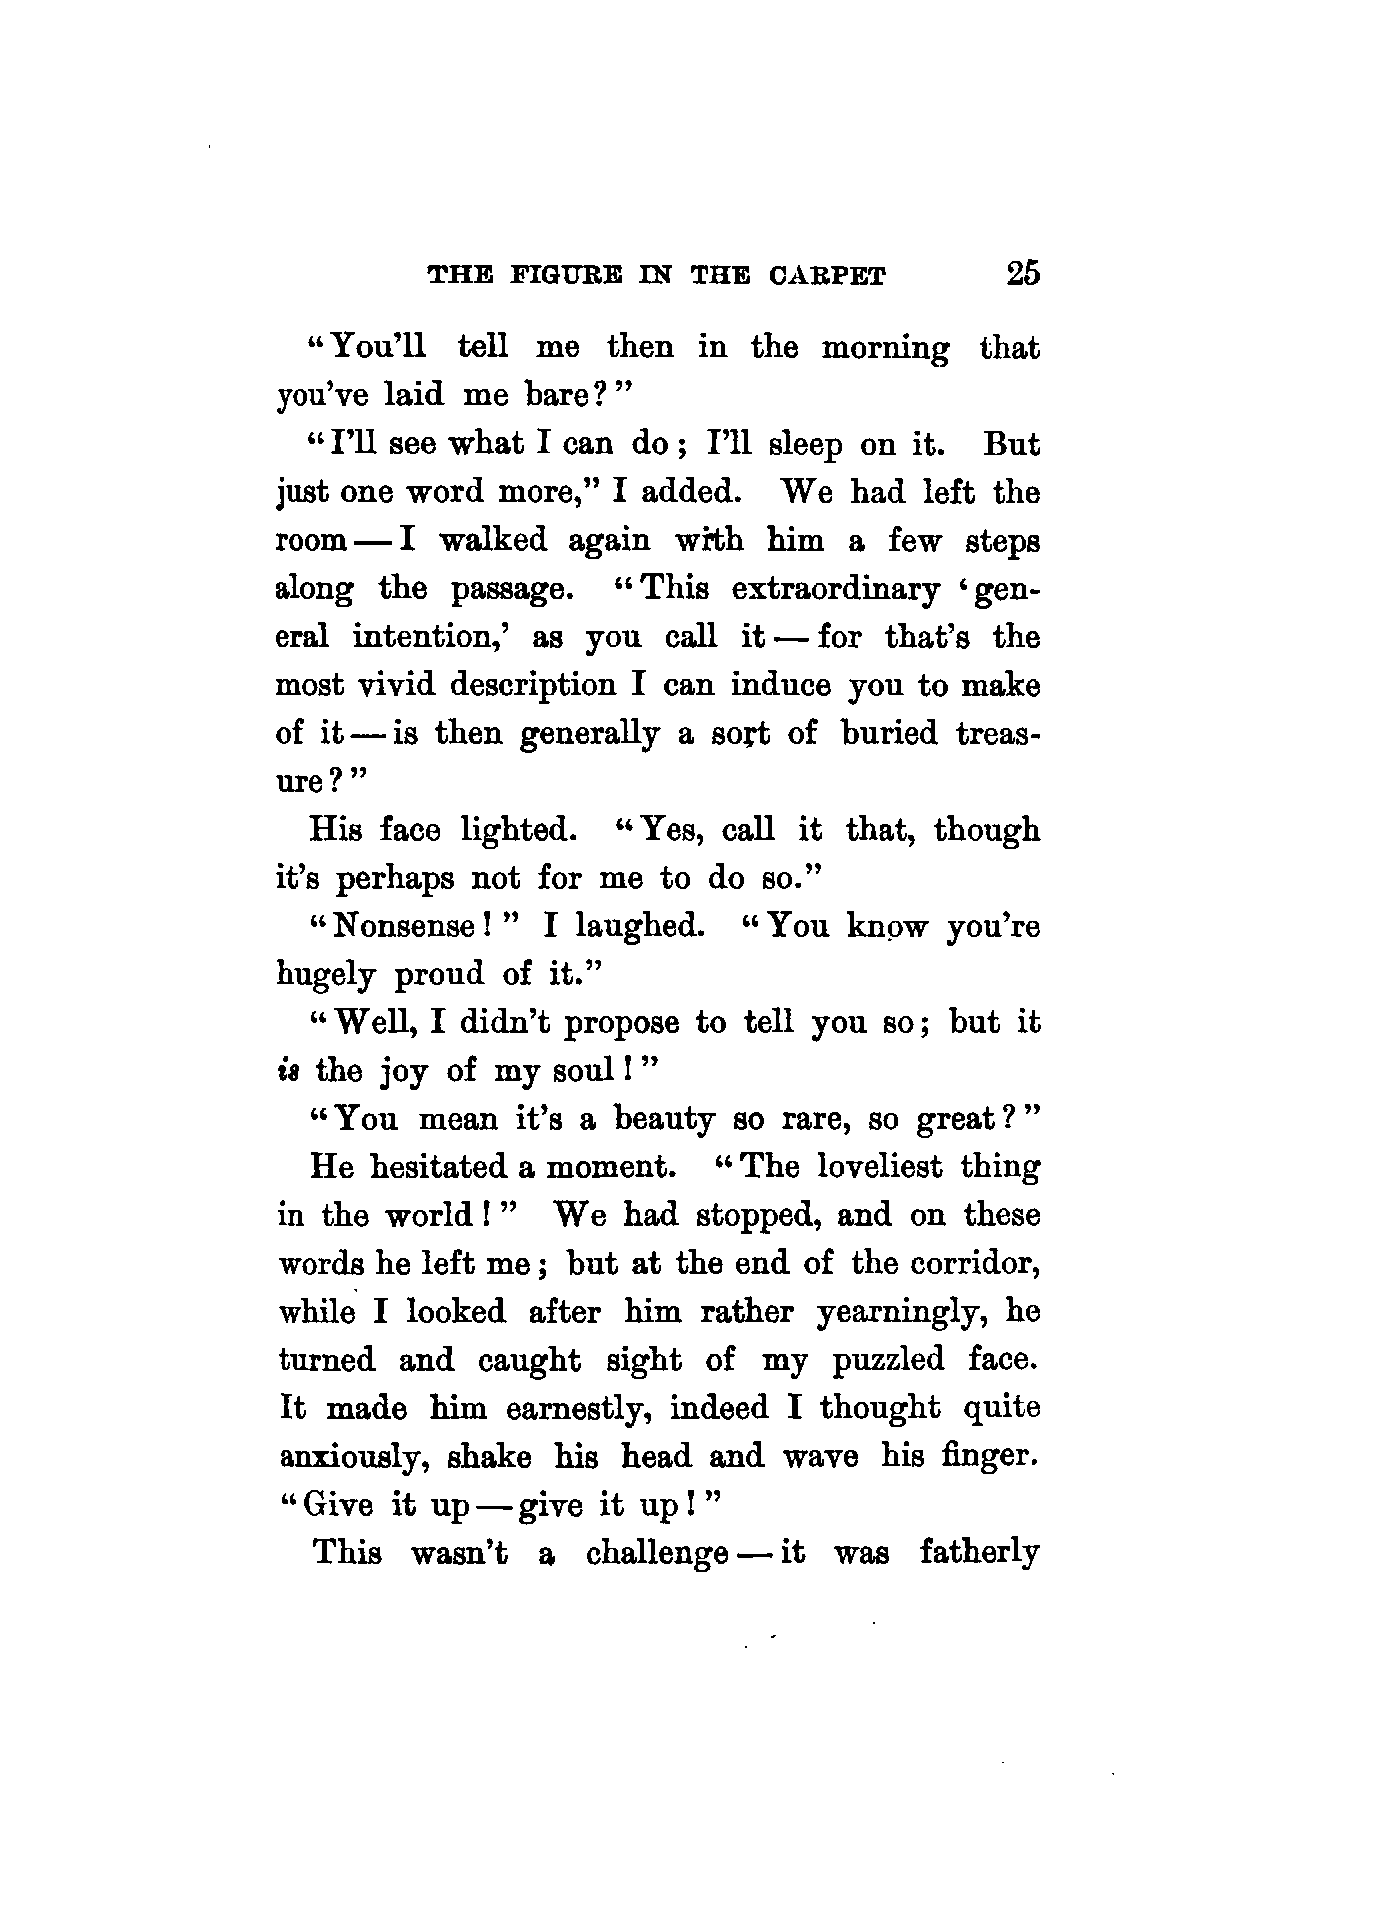 THE FIGURE IN THE CARPET 25
“You’ll tell me then in the morning that
you’ve laid me bare?”
“I’ll see what I can do; I’ll sleep on it. But
just one word more,” I added. We had left the
room — I walked again with him a few steps
along the passage. “This extraordinary ‘gen-
eral intention,’ as you call it — for that’s the
most vivid description I can induce you to make
of it — is then generally a sort of buried treas-
ure?”
His face lighted. “Yes, call it that, though
it’s perhaps not for me to do so.”
“Nonsense!” I laughed. “You know you’re
hugely proud of it.”
“Well, I didn’t propose to tell you so; but it
is the joy of my soul!”
“You mean it’s a beauty so rare, so great?”
He hesitated a moment. “The loveliest thing
in the world!” We had stopped, and on these
words he left me; but at the end of the corridor,
while I looked after him rather yearningly, he
turned and caught sight of my puzzled face.
It made him earnestly, indeed I thought quite
anxiously, shake his head and wave his finger.
“Give it up — give it up!”
This wasn’t a challenge — it was fatherly